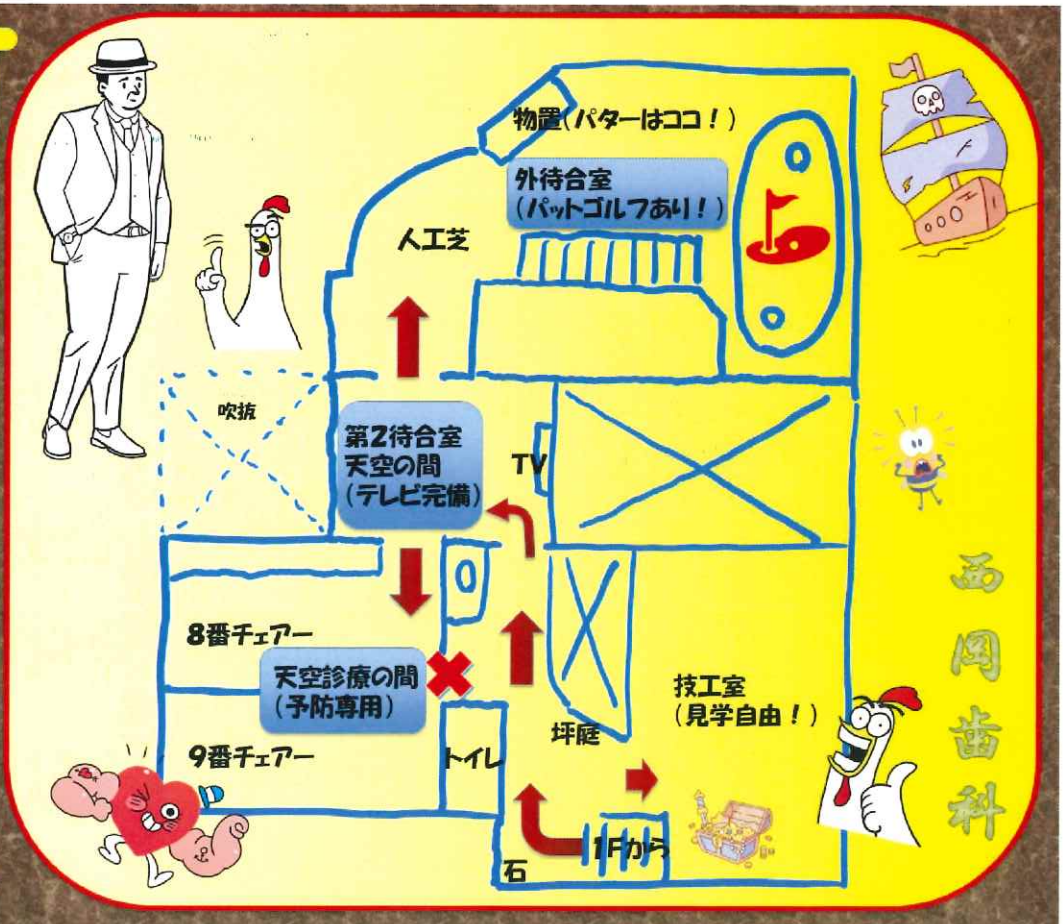 物置(パターはココ！)
外待合室
(パットゴルフあり！)
人工芝
吹抜
第2待合室
天空の間
(テレビ完備)
TV
8番チェアー
天空診療の間
(予防専用)
9番チェアー
トイレ
坪庭
技工室
(見学自由！)
1Fから
石
西岡歯科